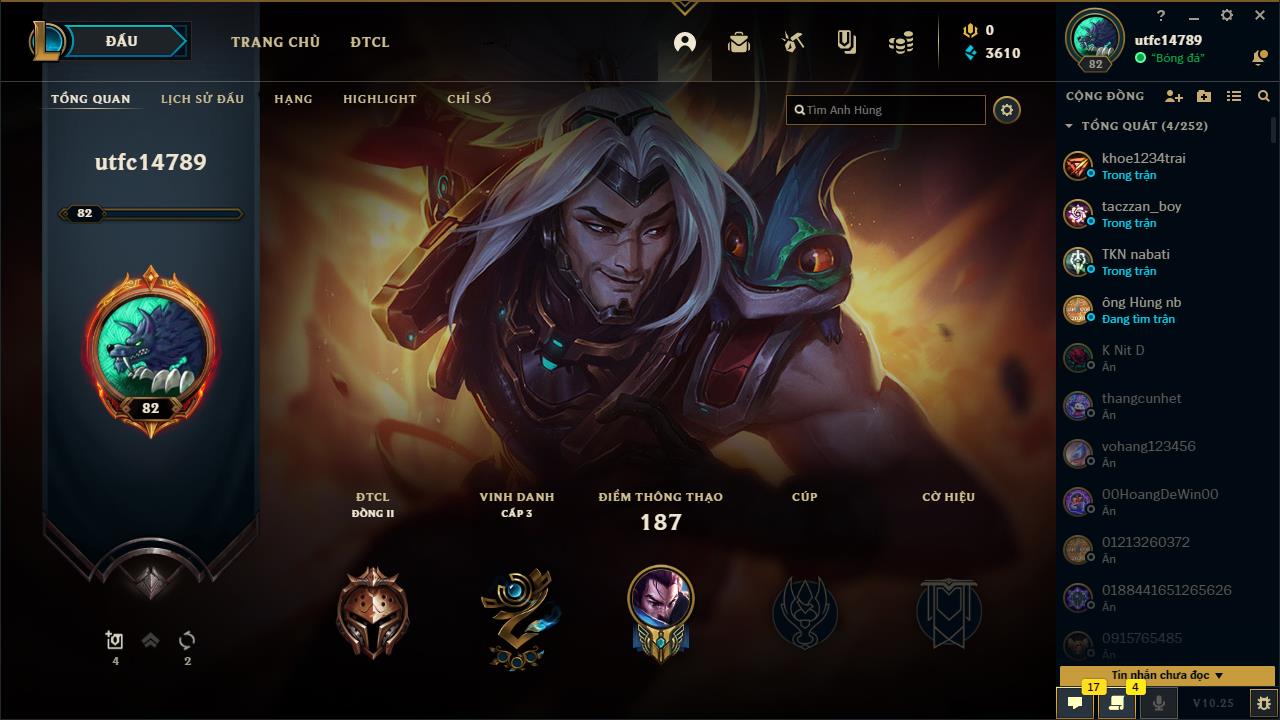 ĐẤU
TRANG CHỦ
ĐTCL
0
3610
?
utfc14789
"Bóng đá"
82
TỔNG QUAN
LỊCH SỬ ĐẤU
HẠNG
HIGHLIGHT
CHỈ SỐ
Tìm Anh Hùng
utfc14789
82
82
ĐTCL
ĐỒNG II
VINH DANH
CẤP 3
ĐIỂM THÔNG THẠO
187
CÚP
CỜ HIỆU
4
2
CỘNG ĐỒNG
TỔNG QUÁT (4/252)
khoe1234trai
Trong trận
taczzan_boy
Trong trận
TKN nabati
Trong trận
ông Hùng nb
Đang tìm trận
K Nit D
Ẩn
thangcunhet
Ẩn
vohang123456
Ẩn
00HoangDeWin00
Ẩn
01213260372
Ẩn
0188441651265626
Ẩn
0915765485
Ẩn
Tin nhắn chưa đọc
17
4
V10.25